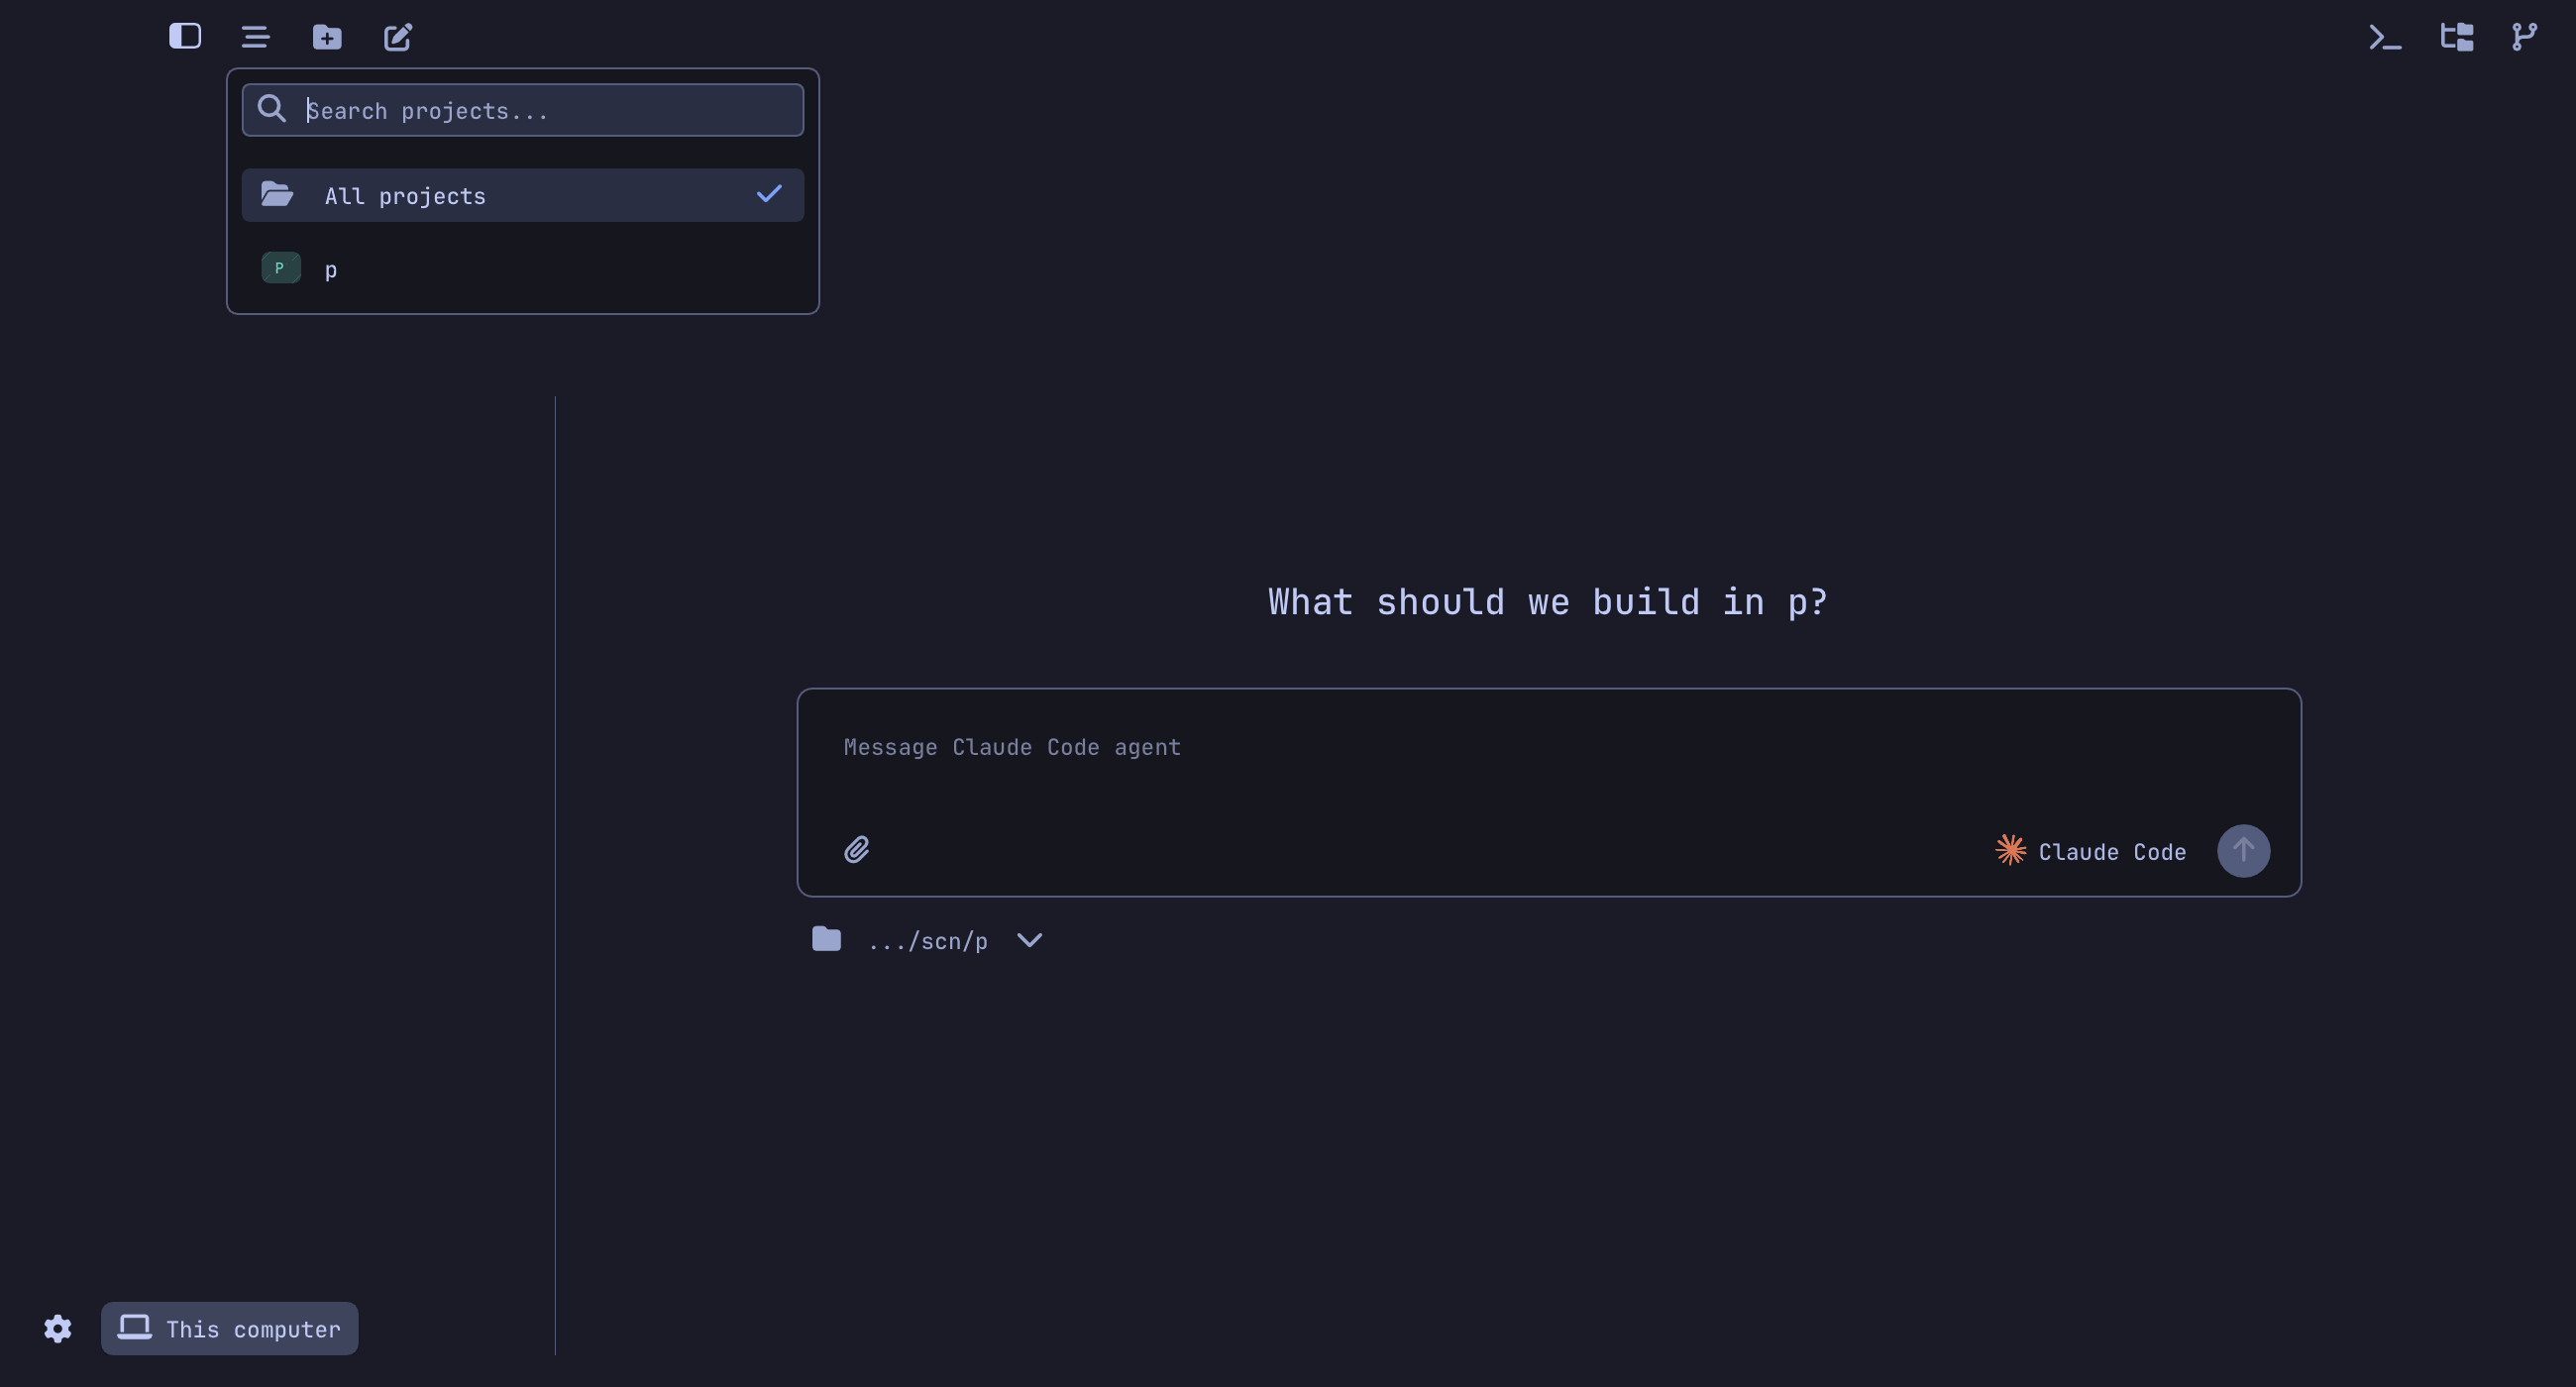 Search projects...
All projects
P p
What should we build in p?
Message Claude Code agent
Claude Code
.../scn/p
This computer